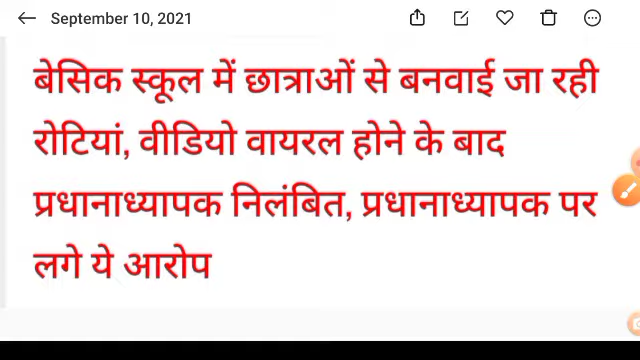 September 10, 2021
बेसिक स्कूल में छात्राओं से बनवाई जा रही
रोटियां, वीडियो वायरल होने के बाद
प्रधानाध्यापक निलंबित, प्रधानाध्यापक पर
लगे ये आरोप